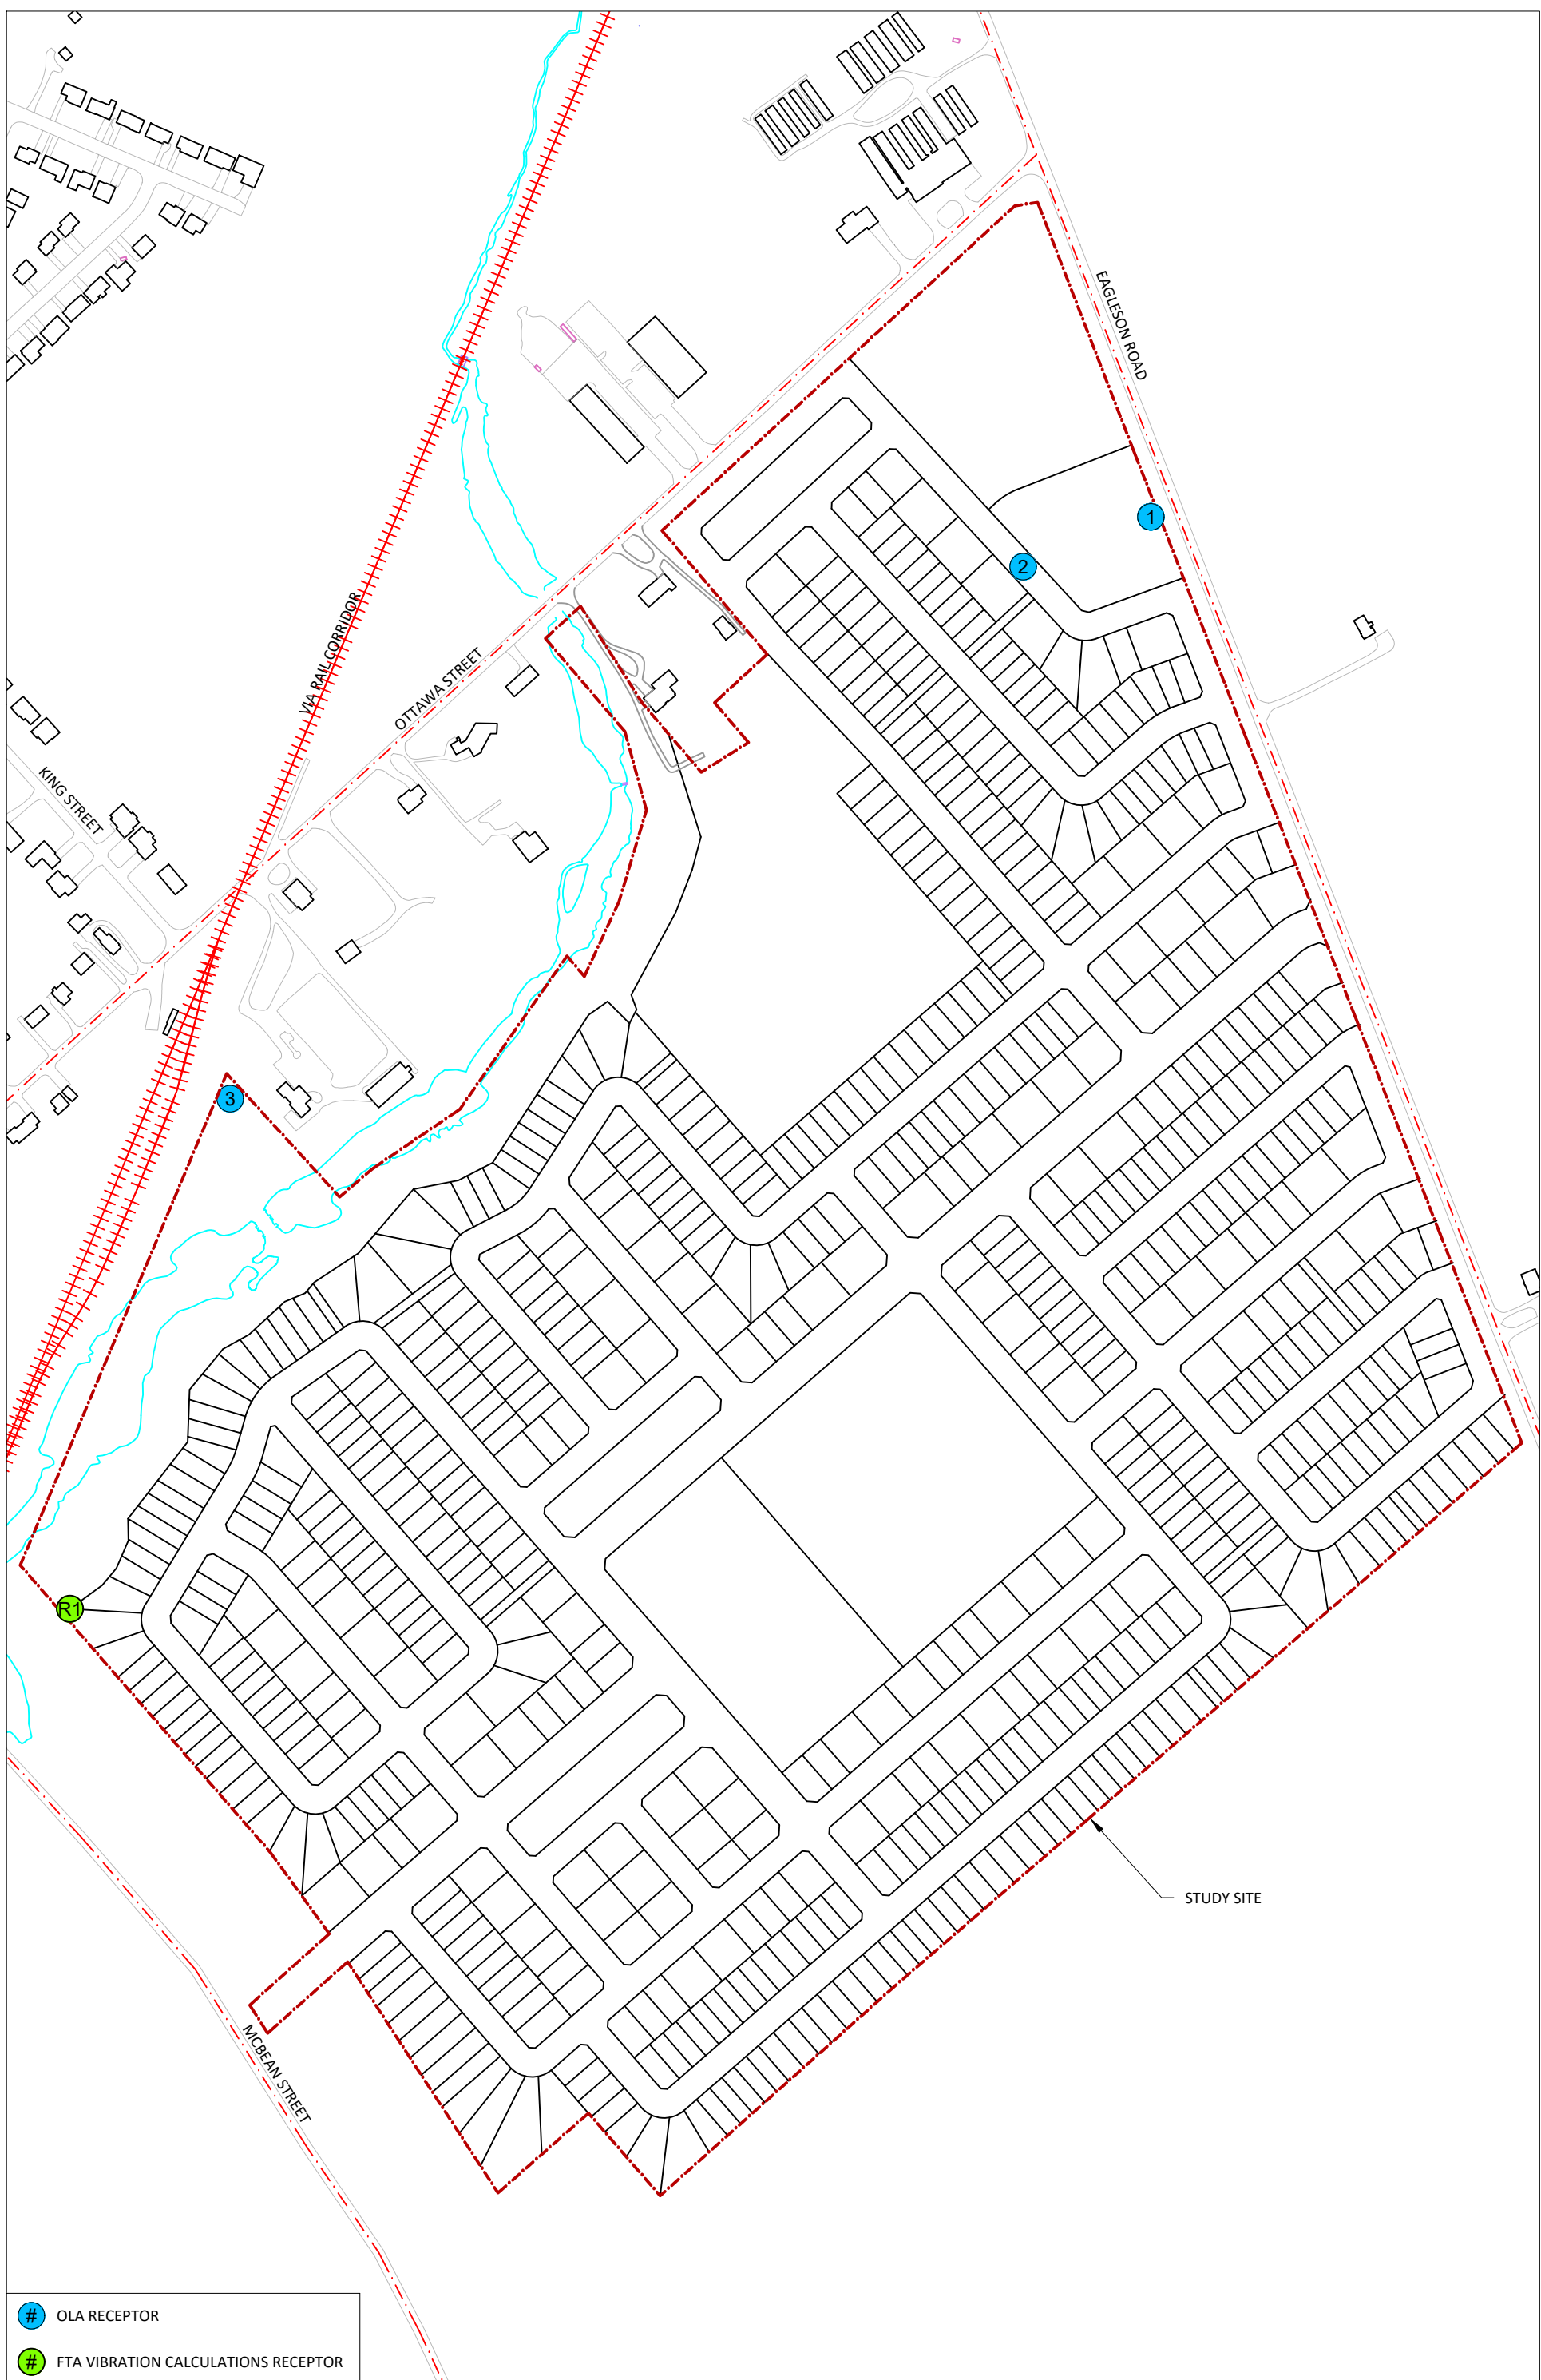 EAGLESON ROAD
1
2
VIA RAIL CORRIDOR
OTTAWA STREET
KING STREET
3
R1
STUDY SITE
MCBEAN STREET
# OLA RECEPTOR
# FTA VIBRATION CALCULATIONS RECEPTOR